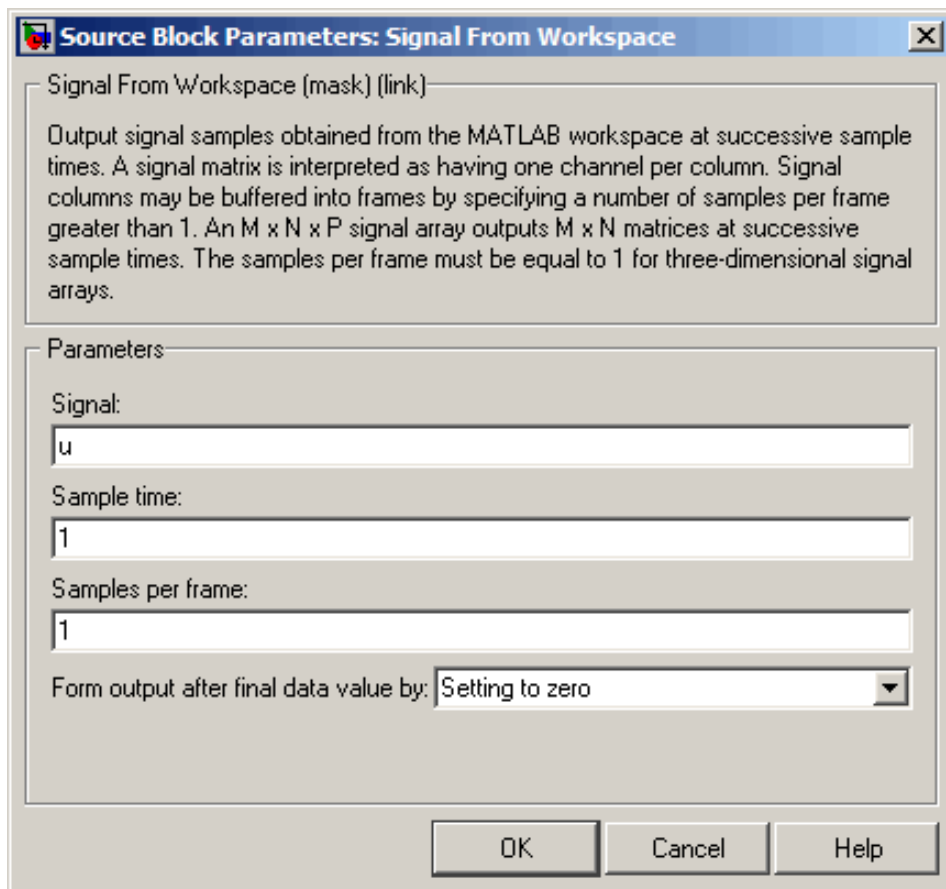 Source Block Parameters: Signal From Workspace
Signal From Workspace (mask) (link)
Output signal samples obtained from the MATLAB workspace at successive sample
times. A signal matrix is interpreted as having one channel per column. Signal
columns may be buffered into frames by specifying a number of samples per frame
greater than 1. An M x N x P signal array outputs M x N matrices at successive
sample times. The samples per frame must be equal to 1 for three-dimensional signal
arrays.
Parameters
Signal:
u
Sample time:
1
Samples per frame:
1
Form output after final data value by: Setting to zero
OK Cancel Help